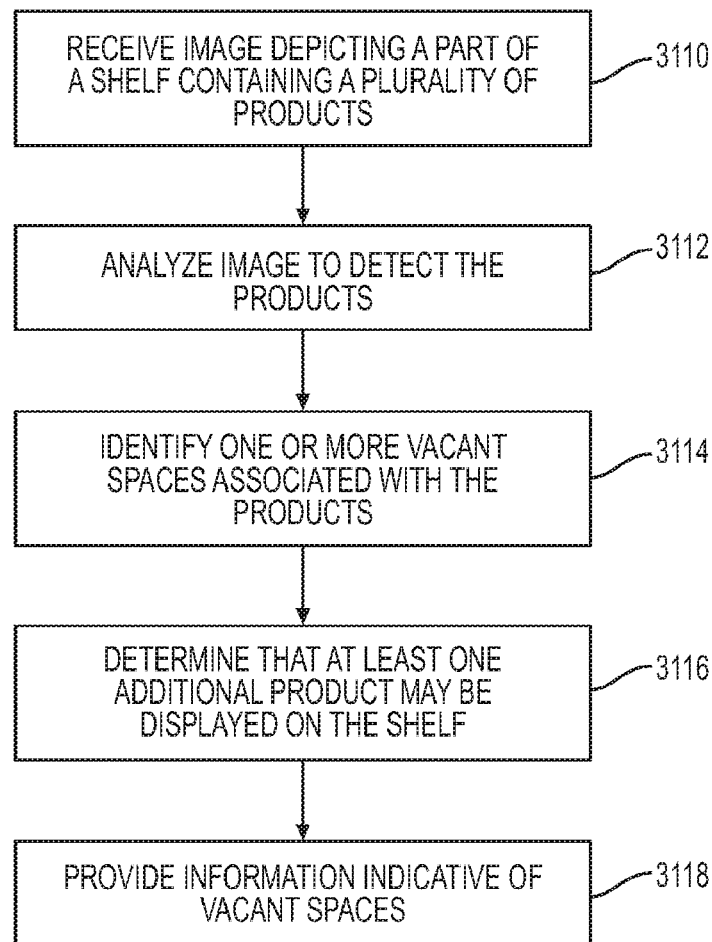 RECEIVE IMAGE DEPICTING A PART OF
A SHELF CONTAINING A PLURALITY OF
PRODUCTS
3110
ANALYZE IMAGE TO DETECT THE
PRODUCTS
3112
IDENTIFY ONE OR MORE VACANT
SPACES ASSOCIATED WITH THE
PRODUCTS
3114
DETERMINE THAT AT LEAST ONE
ADDITIONAL PRODUCT MAY BE
DISPLAYED ON THE SHELF
3116
PROVIDE INFORMATION INDICATIVE OF
VACANT SPACES
3118